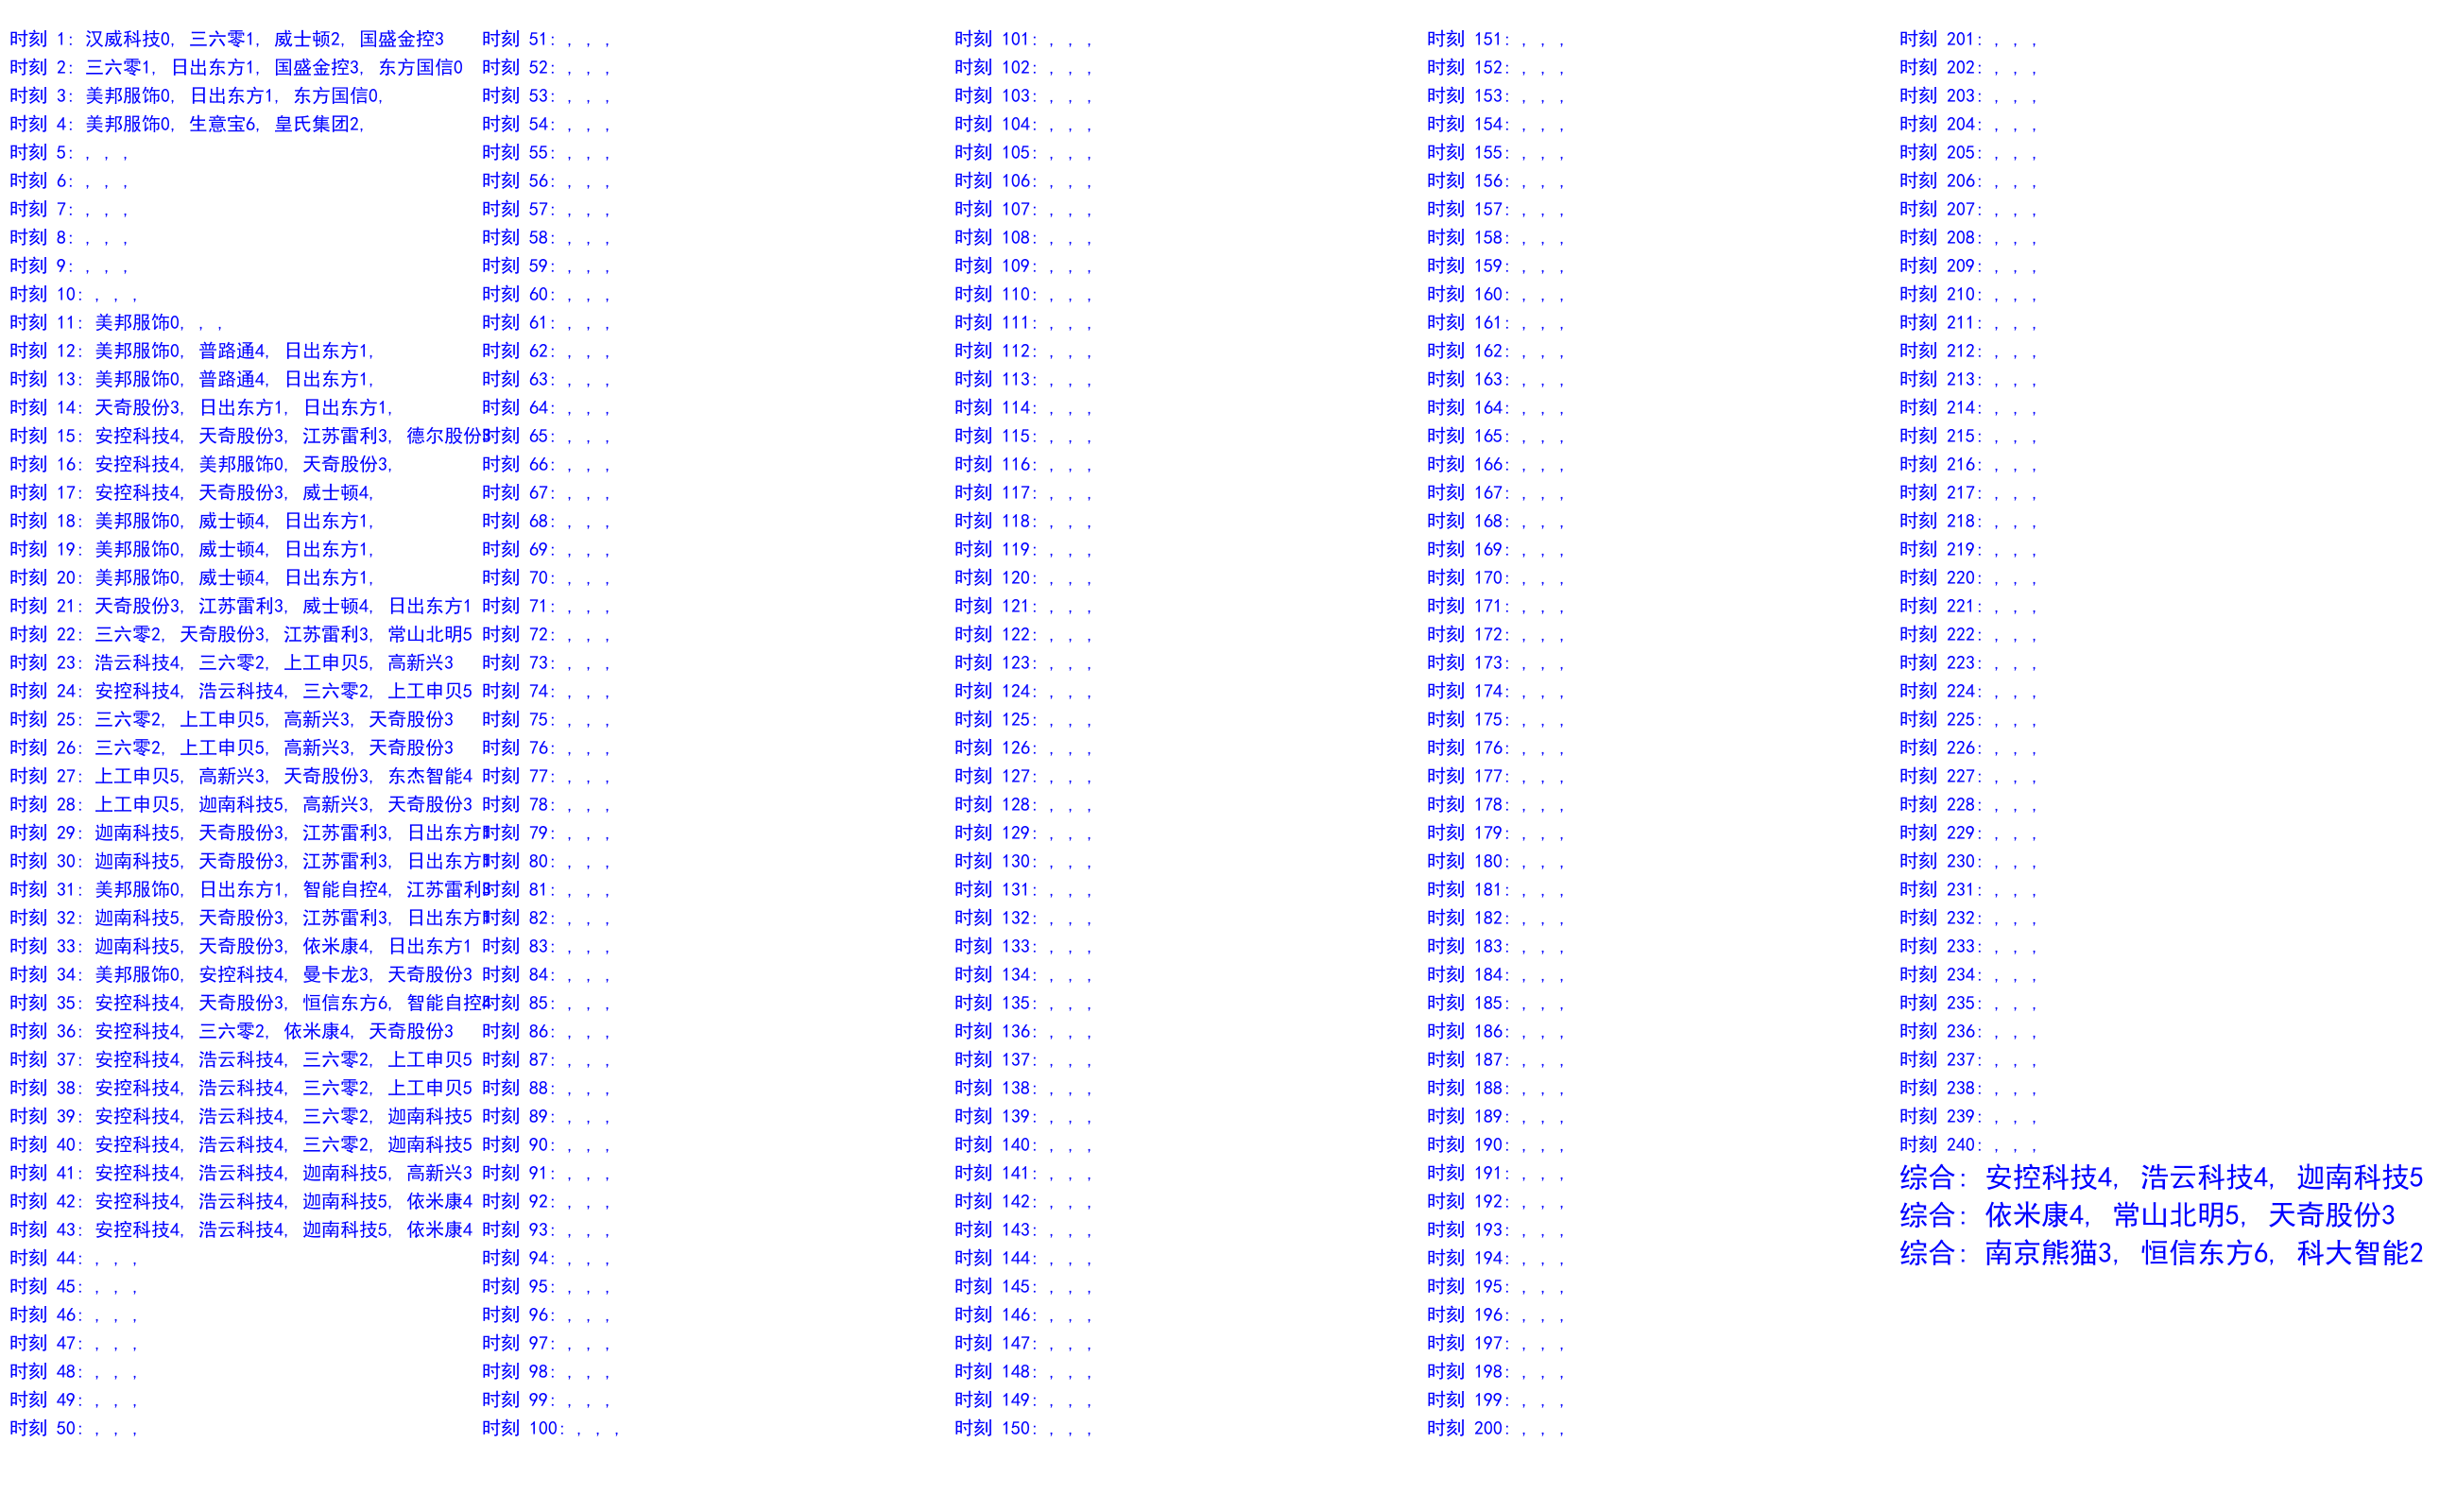 时刻 1: 汉威科技0, 三六零1, 威士顿2, 国盛金控3
时刻 2: 三六零1, 日出东方1, 国盛金控3, 东方国信0
时刻 3: 美邦服饰0, 日出东方1, 东方国信0,
时刻 4: 美邦服饰0, 生意宝6, 皇氏集团2,
时刻 5: , , ,
时刻 6: , , ,
时刻 7: , , ,
时刻 8: , , ,
时刻 9: , , ,
时刻 10: , , ,
时刻 11: 美邦服饰0, , ,
时刻 12: 美邦服饰0, 普路通4, 日出东方1,
时刻 13: 美邦服饰0, 普路通4, 日出东方1,
时刻 14: 天奇股份3, 日出东方1, 日出东方1,
时刻 15: 安控科技4, 天奇股份3, 江苏雷利3, 德尔股份
时刻 16: 安控科技4, 美邦服饰0, 天奇股份3,
时刻 17: 安控科技4, 天奇股份3, 威士顿4,
时刻 18: 美邦服饰0, 威士顿4, 日出东方1,
时刻 19: 美邦服饰0, 威士顿4, 日出东方1,
时刻 20: 美邦服饰0, 威士顿4, 日出东方1,
时刻 21: 天奇股份3, 江苏雷利3, 威士顿4, 日出东方1
时刻 22: 三六零2, 天奇股份3, 江苏雷利3, 常山北明5
时刻 23: 浩云科技4, 三六零2, 上工申贝5, 高新兴3
时刻 24: 安控科技4, 浩云科技4, 三六零2, 上工申贝5
时刻 25: 三六零2, 上工申贝5, 高新兴3, 天奇股份3
时刻 26: 三六零2, 上工申贝5, 高新兴3, 天奇股份3
时刻 27: 上工申贝5, 高新兴3, 天奇股份3, 东杰智能4
时刻 28: 上工申贝5, 迦南科技5, 高新兴3, 天奇股份3
时刻 29: 迦南科技5, 天奇股份3, 江苏雷利3, 日出东方1
时刻 30: 迦南科技5, 天奇股份3, 江苏雷利3, 日出东方1
时刻 31: 美邦服饰0, 日出东方1, 智能自控4, 江苏雷利3
时刻 32: 迦南科技5, 天奇股份3, 江苏雷利3, 日出东方1
时刻 33: 迦南科技5, 天奇股份3, 依米康4, 日出东方1
时刻 34: 美邦服饰0, 安控科技4, 曼卡龙3, 天奇股份3
时刻 35: 安控科技4, 天奇股份3, 恒信东方6, 智能自控4
时刻 36: 安控科技4, 三六零2, 依米康4, 天奇股份3
时刻 37: 安控科技4, 浩云科技4, 三六零2, 上工申贝5
时刻 38: 安控科技4, 浩云科技4, 三六零2, 上工申贝5
时刻 39: 安控科技4, 浩云科技4, 三六零2, 迦南科技5
时刻 40: 安控科技4, 浩云科技4, 三六零2, 迦南科技5
时刻 41: 安控科技4, 浩云科技4, 迦南科技5, 高新兴3
时刻 42: 安控科技4, 浩云科技4, 迦南科技5, 依米康4
时刻 43: 安控科技4, 浩云科技4, 迦南科技5, 依米康4
时刻 44: , , ,
时刻 45: , , ,
时刻 46: , , ,
时刻 47: , , ,
时刻 48: , , ,
时刻 49: , , ,
时刻 50: , , ,
时刻 51: , , ,
时刻 52: , , ,
时刻 53: , , ,
时刻 54: , , ,
时刻 55: , , ,
时刻 56: , , ,
时刻 57: , , ,
时刻 58: , , ,
时刻 59: , , ,
时刻 60: , , ,
时刻 61: , , ,
时刻 62: , , ,
时刻 63: , , ,
时刻 64: , , ,
时刻 65: , , ,
时刻 66: , , ,
时刻 67: , , ,
时刻 68: , , ,
时刻 69: , , ,
时刻 70: , , ,
时刻 71: , , ,
时刻 72: , , ,
时刻 73: , , ,
时刻 74: , , ,
时刻 75: , , ,
时刻 76: , , ,
时刻 77: , , ,
时刻 78: , , ,
时刻 79: , , ,
时刻 80: , , ,
时刻 81: , , ,
时刻 82: , , ,
时刻 83: , , ,
时刻 84: , , ,
时刻 85: , , ,
时刻 86: , , ,
时刻 87: , , ,
时刻 88: , , ,
时刻 89: , , ,
时刻 90: , , ,
时刻 91: , , ,
时刻 92: , , ,
时刻 93: , , ,
时刻 94: , , ,
时刻 95: , , ,
时刻 96: , , ,
时刻 97: , , ,
时刻 98: , , ,
时刻 99: , , ,
时刻 100: , , ,
时刻 101: , , ,
时刻 102: , , ,
时刻 103: , , ,
时刻 104: , , ,
时刻 105: , , ,
时刻 106: , , ,
时刻 107: , , ,
时刻 108: , , ,
时刻 109: , , ,
时刻 110: , , ,
时刻 111: , , ,
时刻 112: , , ,
时刻 113: , , ,
时刻 114: , , ,
时刻 115: , , ,
时刻 116: , , ,
时刻 117: , , ,
时刻 118: , , ,
时刻 119: , , ,
时刻 120: , , ,
时刻 121: , , ,
时刻 122: , , ,
时刻 123: , , ,
时刻 124: , , ,
时刻 125: , , ,
时刻 126: , , ,
时刻 127: , , ,
时刻 128: , , ,
时刻 129: , , ,
时刻 130: , , ,
时刻 131: , , ,
时刻 132: , , ,
时刻 133: , , ,
时刻 134: , , ,
时刻 135: , , ,
时刻 136: , , ,
时刻 137: , , ,
时刻 138: , , ,
时刻 139: , , ,
时刻 140: , , ,
时刻 141: , , ,
时刻 142: , , ,
时刻 143: , , ,
时刻 144: , , ,
时刻 145: , , ,
时刻 146: , , ,
时刻 147: , , ,
时刻 148: , , ,
时刻 149: , , ,
时刻 150: , , ,
时刻 151: , , ,
时刻 152: , , ,
时刻 153: , , ,
时刻 154: , , ,
时刻 155: , , ,
时刻 156: , , ,
时刻 157: , , ,
时刻 158: , , ,
时刻 159: , , ,
时刻 160: , , ,
时刻 161: , , ,
时刻 162: , , ,
时刻 163: , , ,
时刻 164: , , ,
时刻 165: , , ,
时刻 166: , , ,
时刻 167: , , ,
时刻 168: , , ,
时刻 169: , , ,
时刻 170: , , ,
时刻 171: , , ,
时刻 172: , , ,
时刻 173: , , ,
时刻 174: , , ,
时刻 175: , , ,
时刻 176: , , ,
时刻 177: , , ,
时刻 178: , , ,
时刻 179: , , ,
时刻 180: , , ,
时刻 181: , , ,
时刻 182: , , ,
时刻 183: , , ,
时刻 184: , , ,
时刻 185: , , ,
时刻 186: , , ,
时刻 187: , , ,
时刻 188: , , ,
时刻 189: , , ,
时刻 190: , , ,
时刻 191: , , ,
时刻 192: , , ,
时刻 193: , , ,
时刻 194: , , ,
时刻 195: , , ,
时刻 196: , , ,
时刻 197: , , ,
时刻 198: , , ,
时刻 199: , , ,
时刻 200: , , ,
时刻 201: , , ,
时刻 202: , , ,
时刻 203: , , ,
时刻 204: , , ,
时刻 205: , , ,
时刻 206: , , ,
时刻 207: , , ,
时刻 208: , , ,
时刻 209: , , ,
时刻 210: , , ,
时刻 211: , , ,
时刻 212: , , ,
时刻 213: , , ,
时刻 214: , , ,
时刻 215: , , ,
时刻 216: , , ,
时刻 217: , , ,
时刻 218: , , ,
时刻 219: , , ,
时刻 220: , , ,
时刻 221: , , ,
时刻 222: , , ,
时刻 223: , , ,
时刻 224: , , ,
时刻 225: , , ,
时刻 226: , , ,
时刻 227: , , ,
时刻 228: , , ,
时刻 229: , , ,
时刻 230: , , ,
时刻 231: , , ,
时刻 232: , , ,
时刻 233: , , ,
时刻 234: , , ,
时刻 235: , , ,
时刻 236: , , ,
时刻 237: , , ,
时刻 238: , , ,
时刻 239: , , ,
时刻 240: , , ,
综合: 安控科技4, 浩云科技4, 迦南科技5
综合: 依米康4, 常山北明5, 天奇股份3
综合: 南京熊猫3, 恒信东方6, 科大智能2